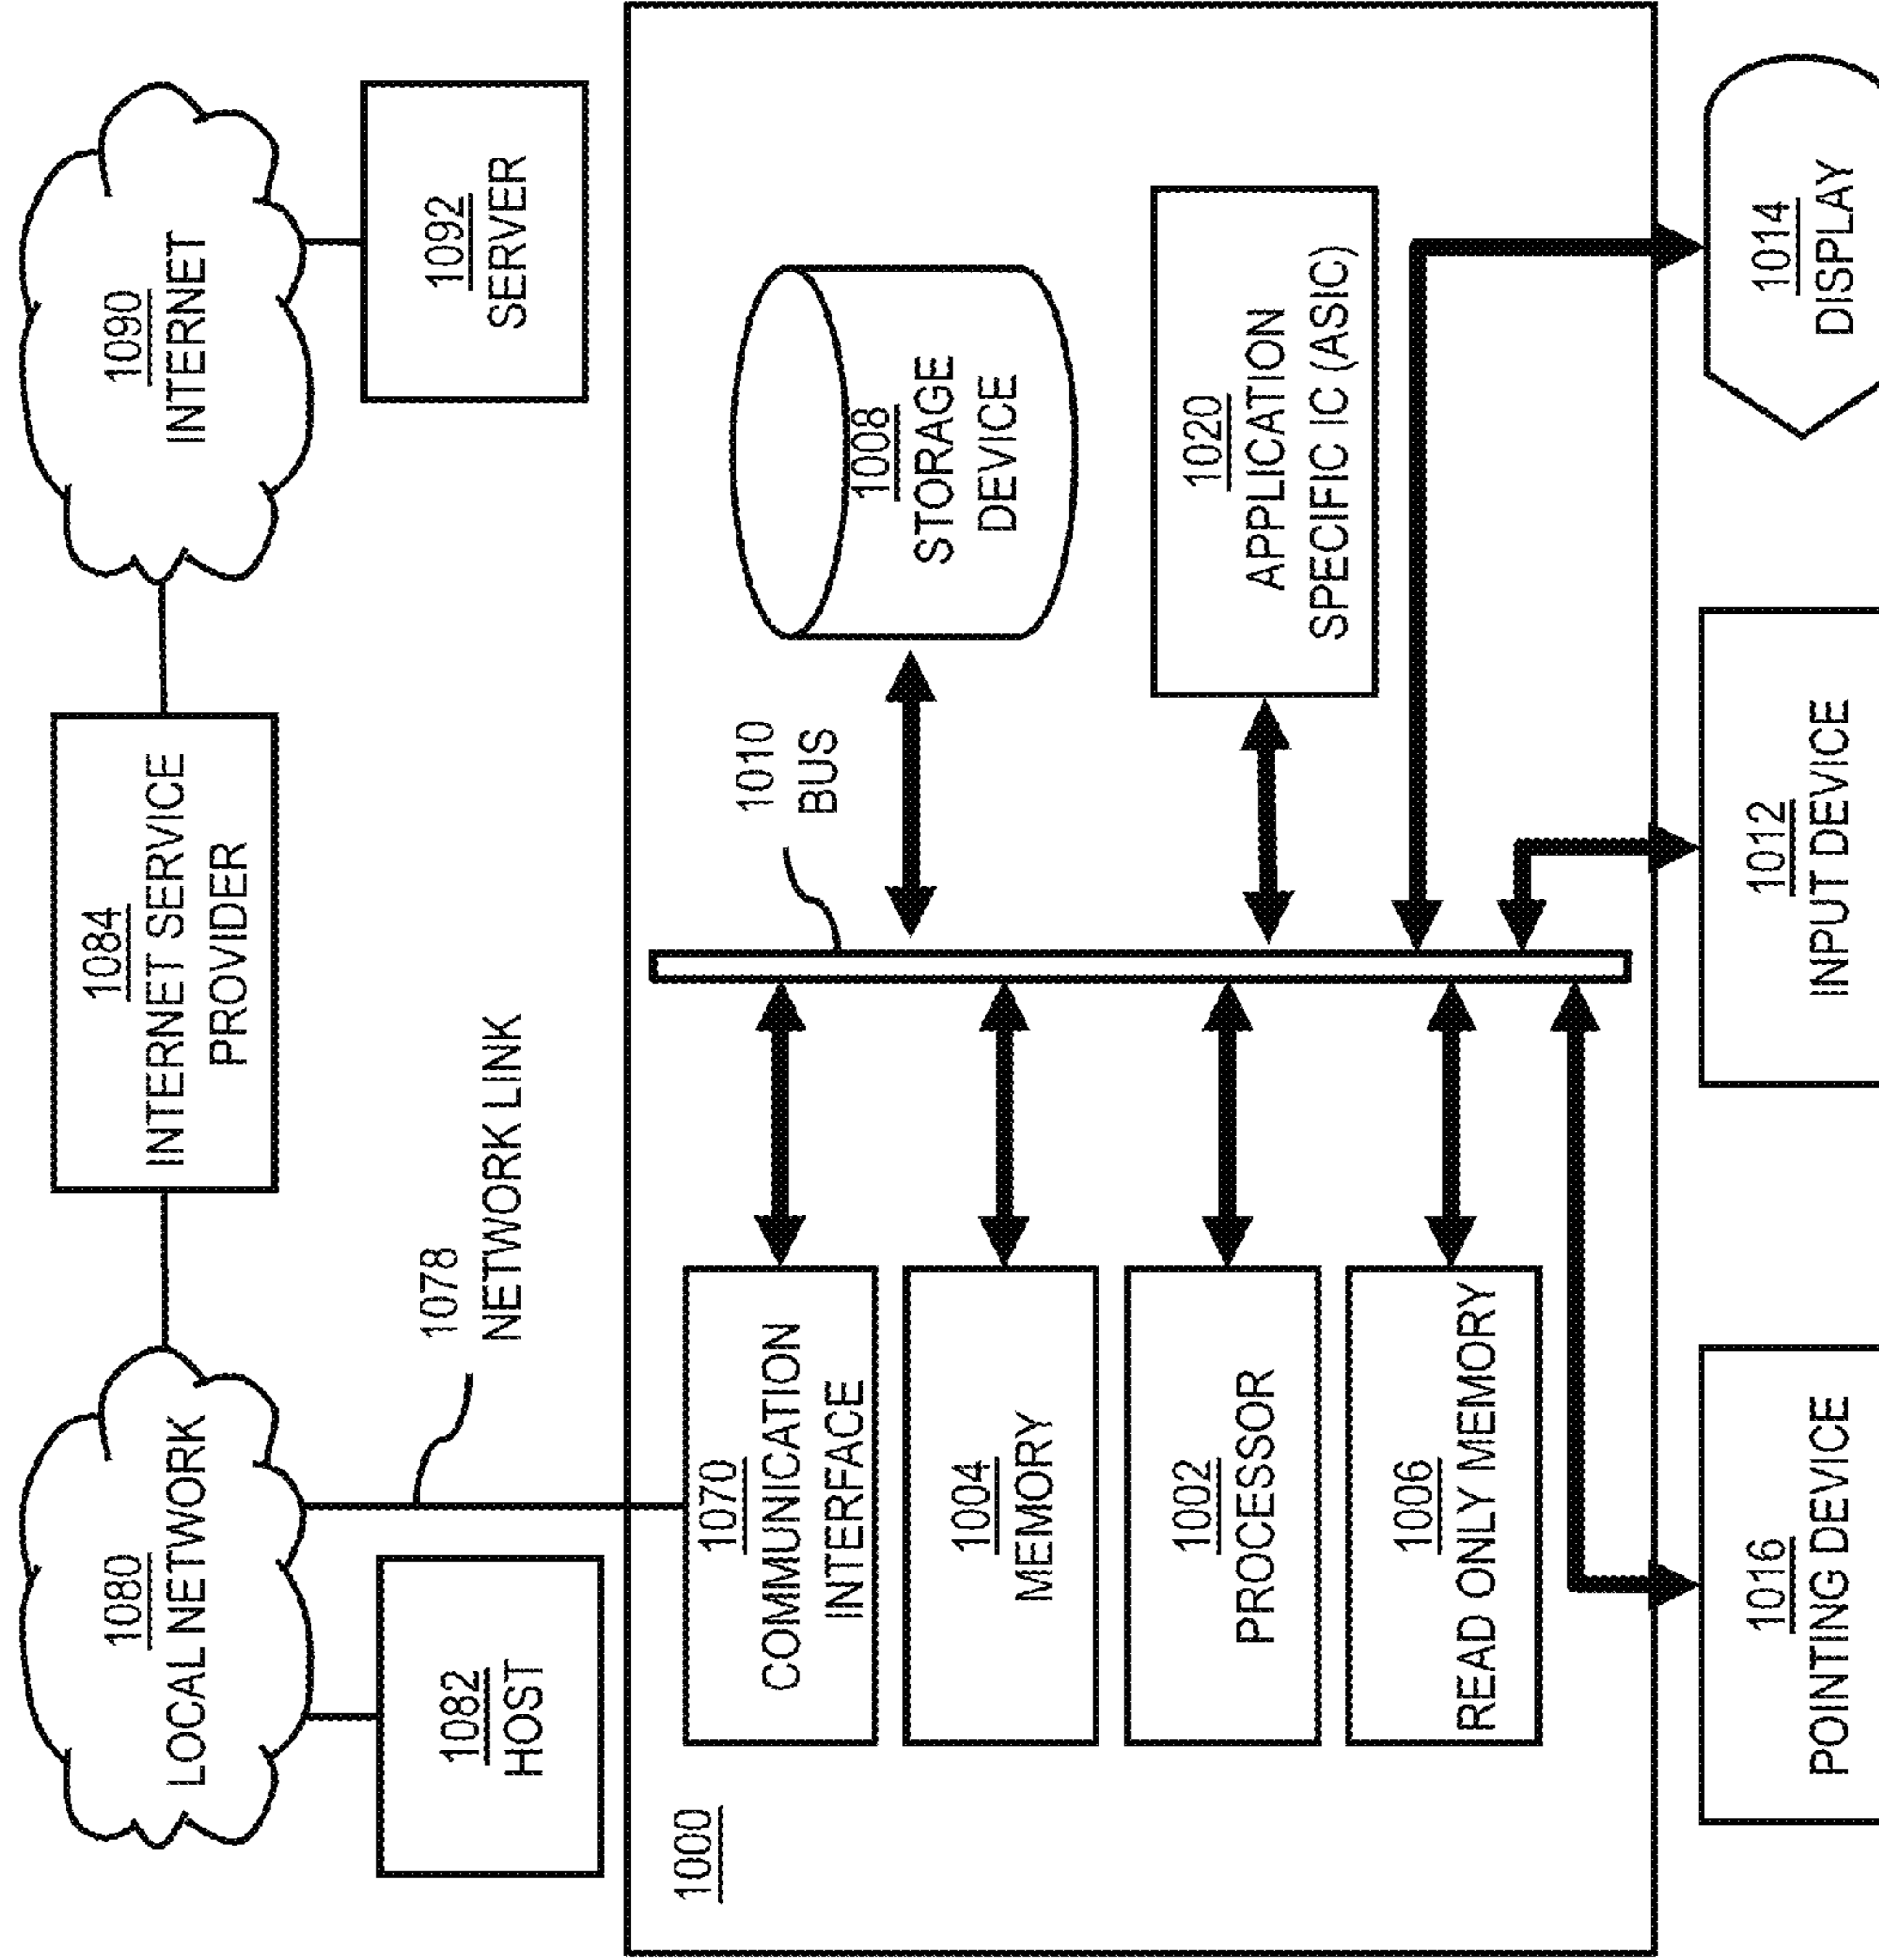 1080
LOCAL NETWORK
1084
INTERNET SERVICE
PROVIDER
1090
INTERNET
1082
HOST
1078
NETWORK LINK
1092
SERVER
1000
1070
COMMUNICATION
INTERFACE
1010
BUS
1008
STORAGE
DEVICE
1004
MEMORY
1002
PROCESSOR
1020
APPLICATION
SPECIFIC IC (ASIC)
1006
READ ONLY MEMORY
1016
POINTING DEVICE
1012
INPUT DEVICE
1014
DISPLAY